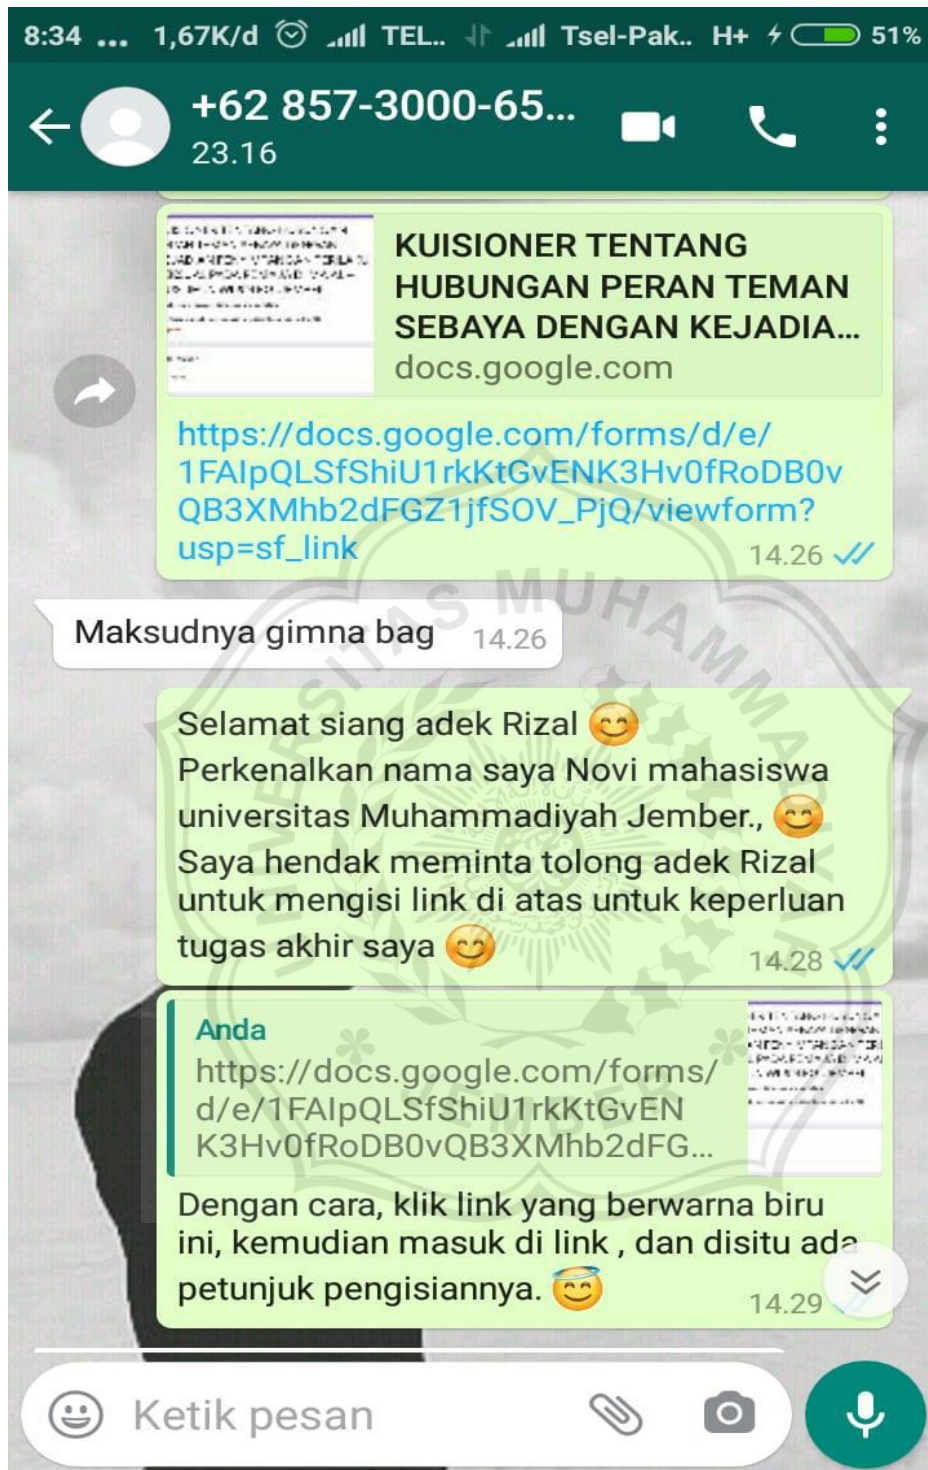 8:34 ... 1,67K/d TEL.. Tsel-Pak.. H+ 51%
+62 857-3000-65...
23.16
KUISIONER TENTANG
HUBUNGAN PERAN TEMAN
SEBAYA DENGAN KEJADIA...
docs.google.com
https://docs.google.com/forms/d/e/
1FAIpQLSfShiU1rkKtGvENK3Hv0fRoDB0v
QB3XMhb2dFGZ1jfSOV_PjQ/viewform?
usp=sf_link
14.26
Maksudnya gimna bag 14.26
Selamat siang adek Rizal 😊
Perkenalkan nama saya Novi mahasiswa
universitas Muhammadiyah Jember., 😊
Saya hendak meminta tolong adek Rizal
untuk mengisi link di atas untuk keperluan
tugas akhir saya 😊
14.28
Anda
https://docs.google.com/forms/
d/e/1FAIpQLSfShiU1rkKtGvEN
K3Hv0fRoDB0vQB3XMhb2dFG...
Dengan cara, klik link yang berwarna biru
ini, kemudian masuk di link , dan disitu ada
petunjuk pengisiannya. 😇
14.29
Ketik pesan
UNIVERSITAS MUHAMMADIYAH
JEMBER